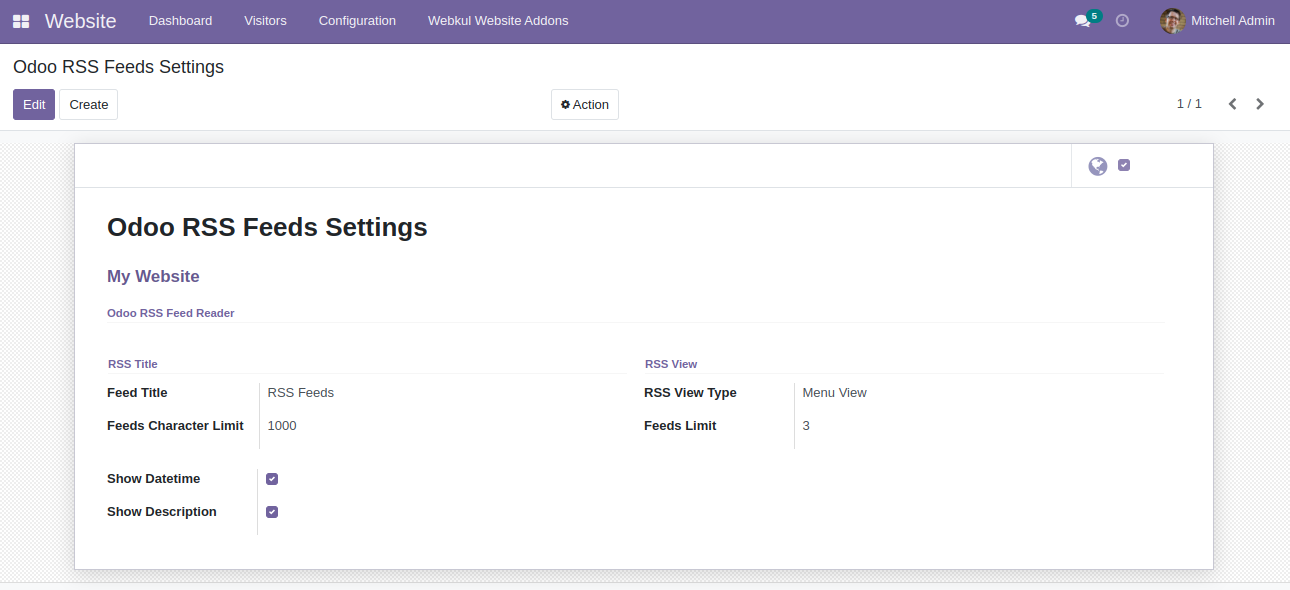 Website Dashboard Visitors Configuration Webkul Website Addons 5 Mitchell Admin
Odoo RSS Feeds Settings
Edit Create Action 1 / 1
Odoo RSS Feeds Settings
My Website
Odoo RSS Feed Reader
RSS Title RSS View
Feed Title RSS Feeds RSS View Type Menu View
Feeds Character Limit 1000 Feeds Limit 3
Show Datetime
Show Description